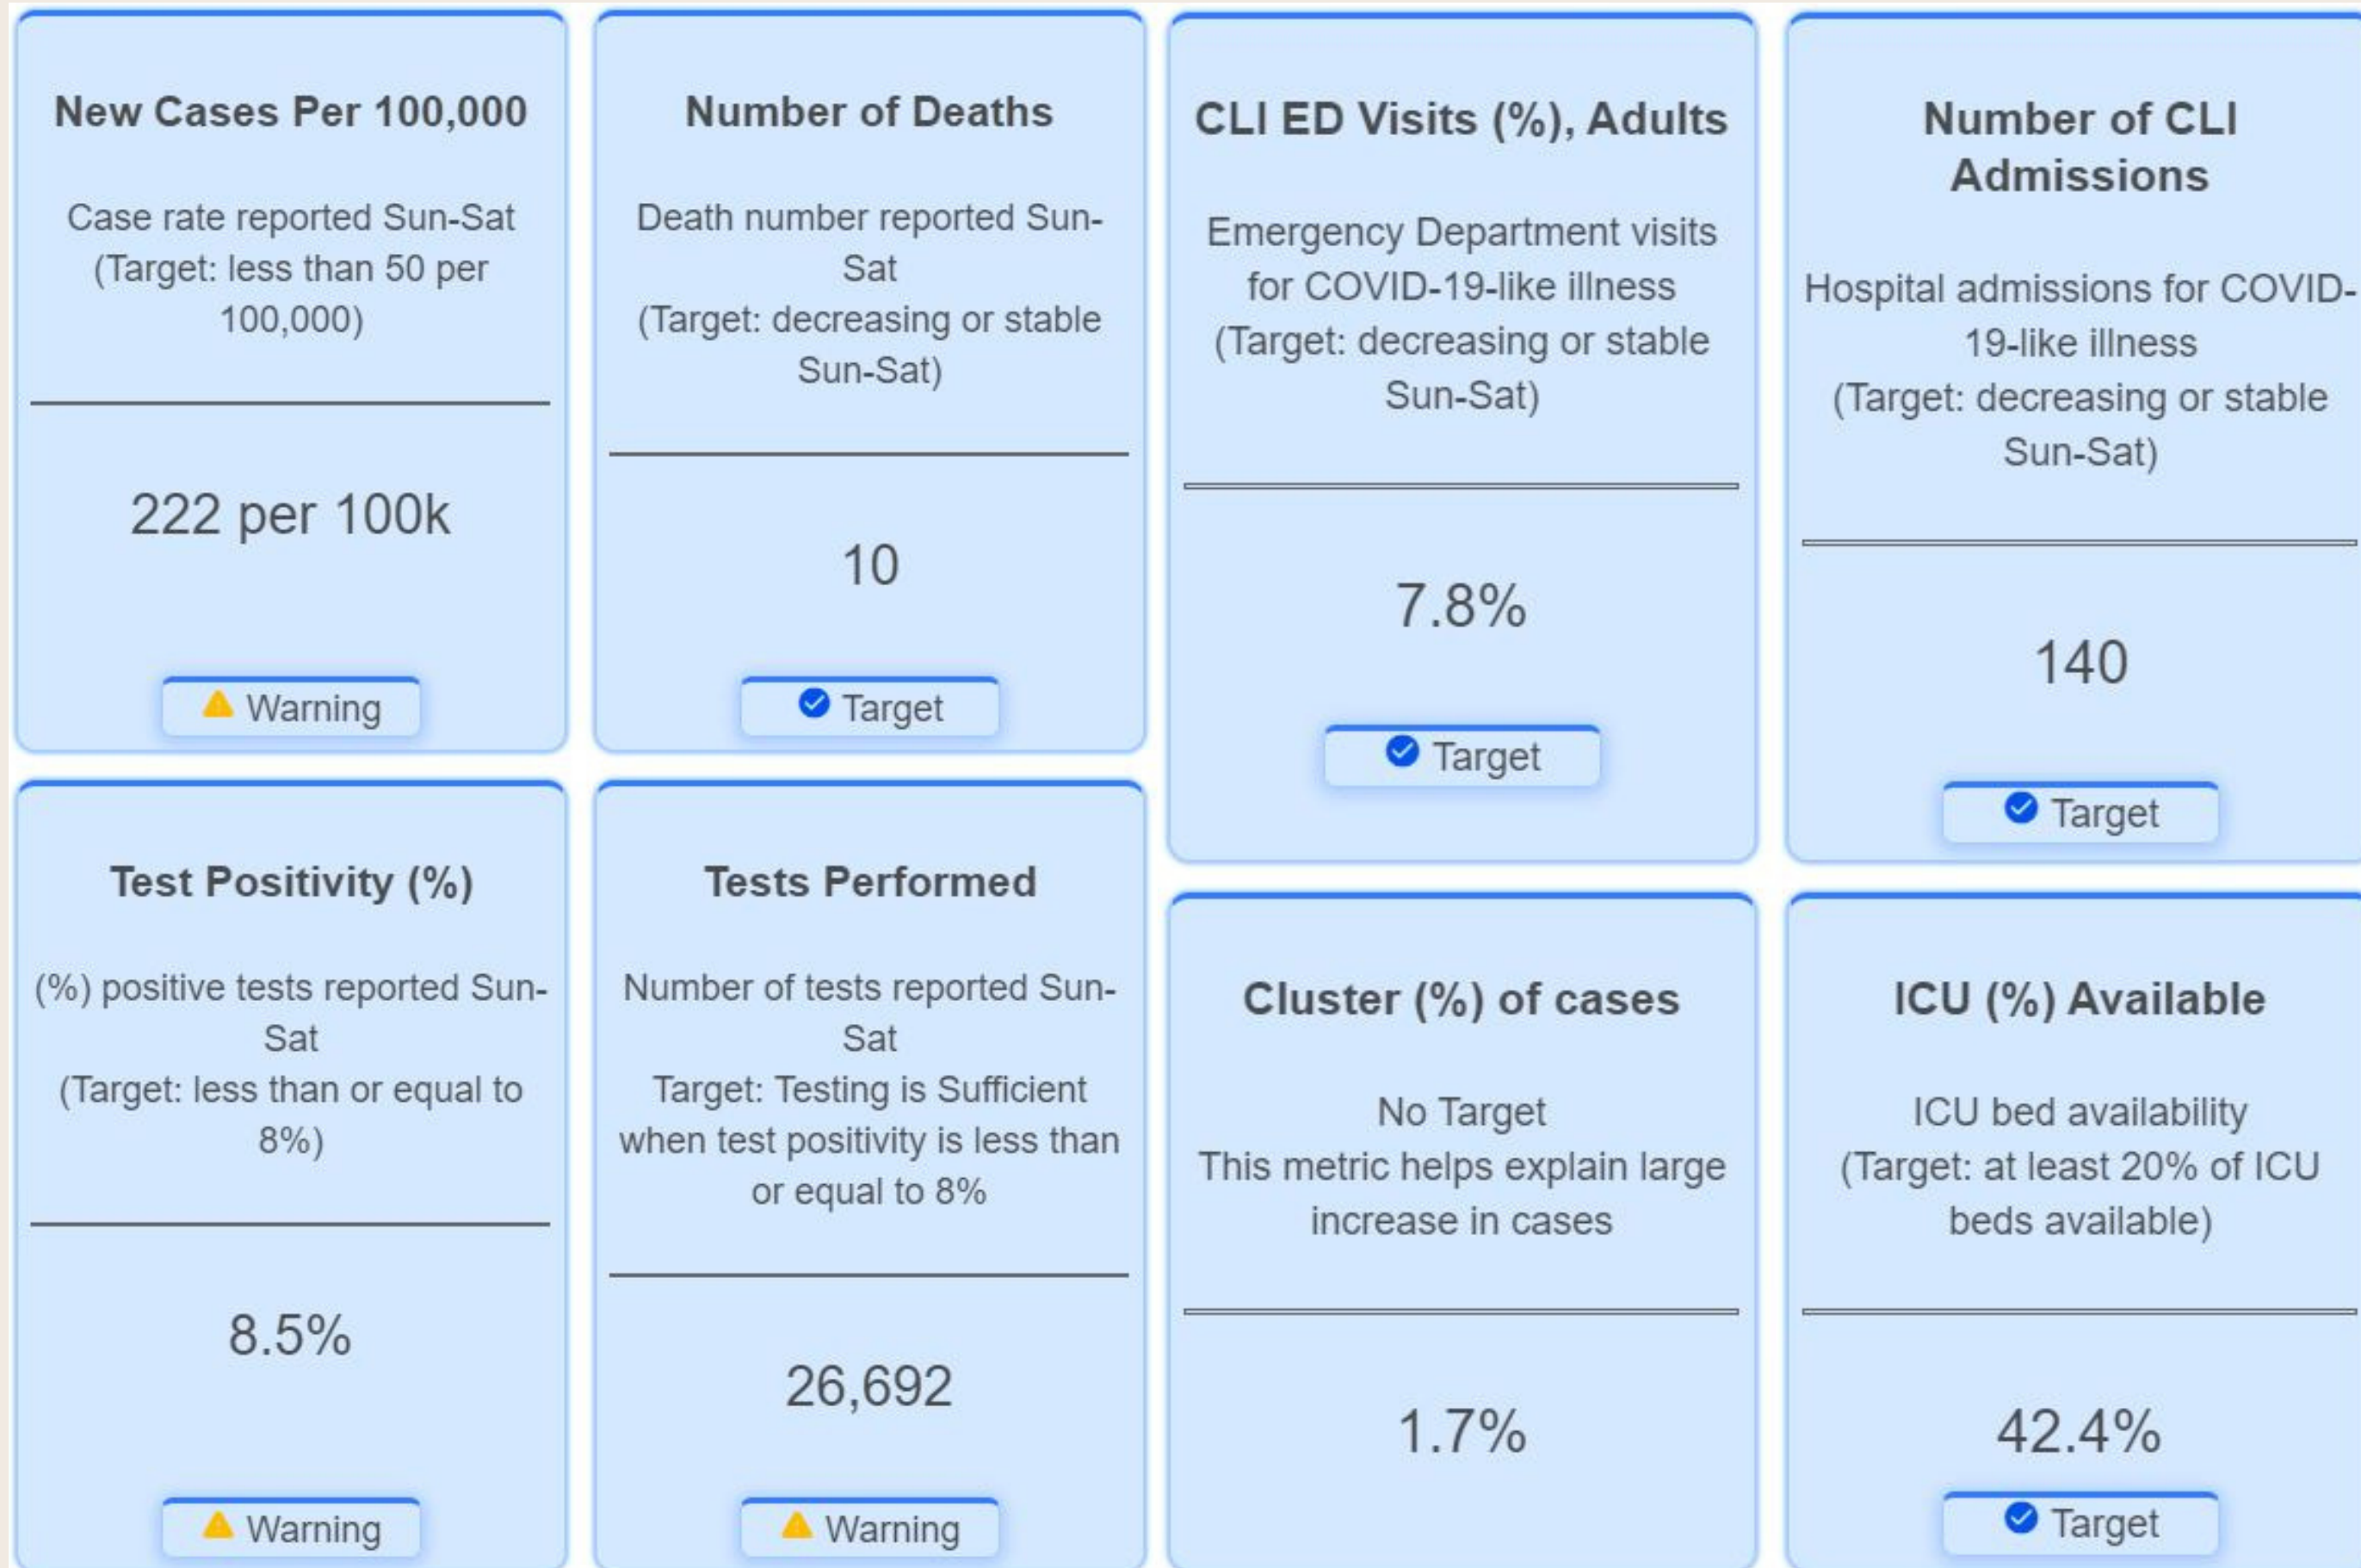 New Cases Per 100,000
Case rate reported Sun-Sat
(Target: less than 50 per
100,000)
222 per 100k
Warning
Number of Deaths
Death number reported Sun-
Sat
(Target: decreasing or stable
Sun-Sat)
10
Target
CLI ED Visits (%), Adults
Emergency Department visits
for COVID-19-like illness
(Target: decreasing or stable
Sun-Sat)
7.8%
Target
Number of CLI
Admissions
Hospital admissions for COVID-
19-like illness
(Target: decreasing or stable
Sun-Sat)
140
Target
Test Positivity (%)
(%) positive tests reported Sun-
Sat
(Target: less than or equal to
8%)
8.5%
Warning
Tests Performed
Number of tests reported Sun-
Sat
Target: Testing is Sufficient
when test positivity is less than
or equal to 8%
26,692
Warning
Cluster (%) of cases
No Target
This metric helps explain large
increase in cases
1.7%
ICU (%) Available
ICU bed availability
(Target: at least 20% of ICU
beds available)
42.4%
Target